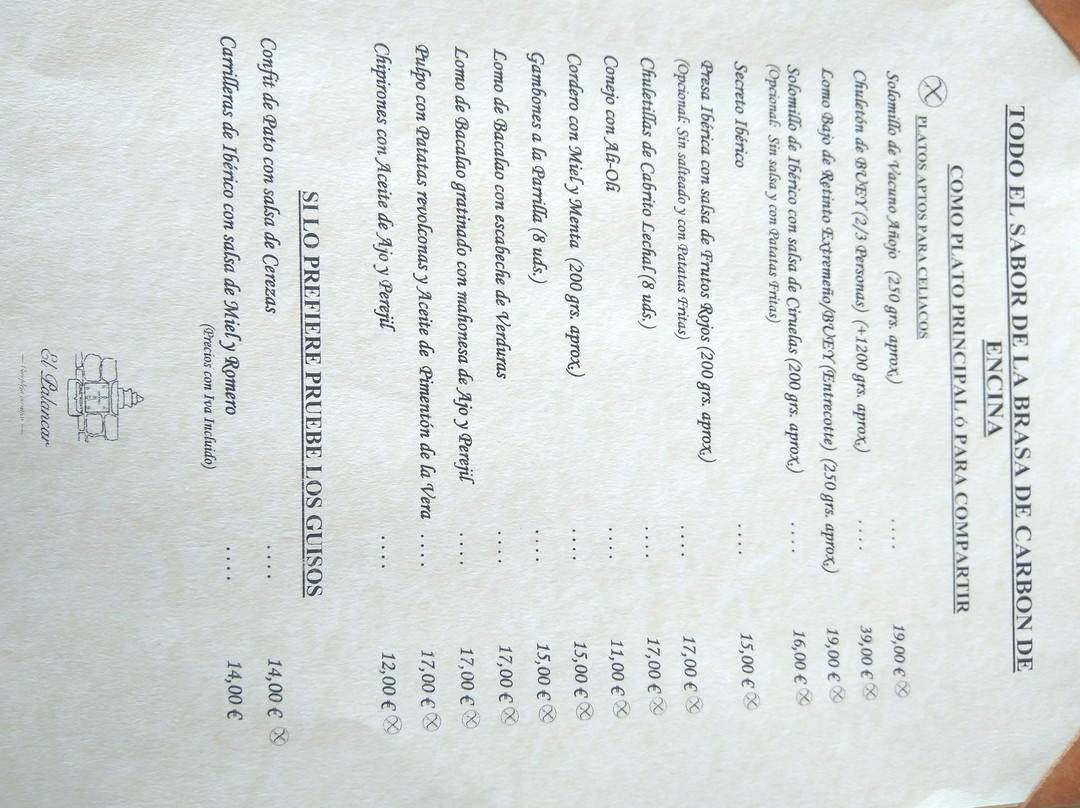 TODO EL SABOR DE LA BRASA DE CARBON DE
ENCINA
COMO PLATO PRINCIPAL ó PARA COMPARTIR
PLATOS APTOS PARA CELIACOS
Solomillo de Vacuno Añojo (250 grs. aprox.) .... 19,00 €
Chuletón de BUEY (2/3 Personas) (+1200 grs. aprox.) .... 39,00 €
Lomo Bajo de Retinto Extremeño/BUEY (Entrecotte) (250 grs. aprox.) 19,00 €
Solomillo de Ibérico con salsa de Ciruelas (200 grs. aprox.) .... 16,00 €
(Opcional: Sin salsa y con Patatas Fritas)
Secreto Ibérico .... 15,00 €
Presa Ibérica con salsa de Frutos Rojos (200 grs. aprox.) .... 17,00 €
(Opcional: Sin salteado y con Patatas Fritas)
Chuletillas de Cabrito Lechal (8 uds.) .... 17,00 €
Conejo con Ali-Oli .... 11,00 €
Cordero con Miel y Menta (200 grs. aprox.) .... 15,00 €
Gambones a la Parrilla (8 uds.) .... 15,00 €
Lomo de Bacalao con escabeche de Verduras .... 17,00 €
Lomo de Bacalao gratinado con mahonesa de Ajo y Perejil .... 17,00 €
Pulpo con Patatas revolconas y Aceite de Pimentón de la Vera .... 17,00 €
Chipirones con Aceite de Ajo y Perejil .... 12,00 €
SI LO PREFIERE PRUEBE LOS GUISOS
Confit de Pato con salsa de Cerezas .... 14,00 €
Carrilleras de Ibérico con salsa de Miel y Romero .... 14,00 €
(Precios con Iva Incluido)
El Palancar